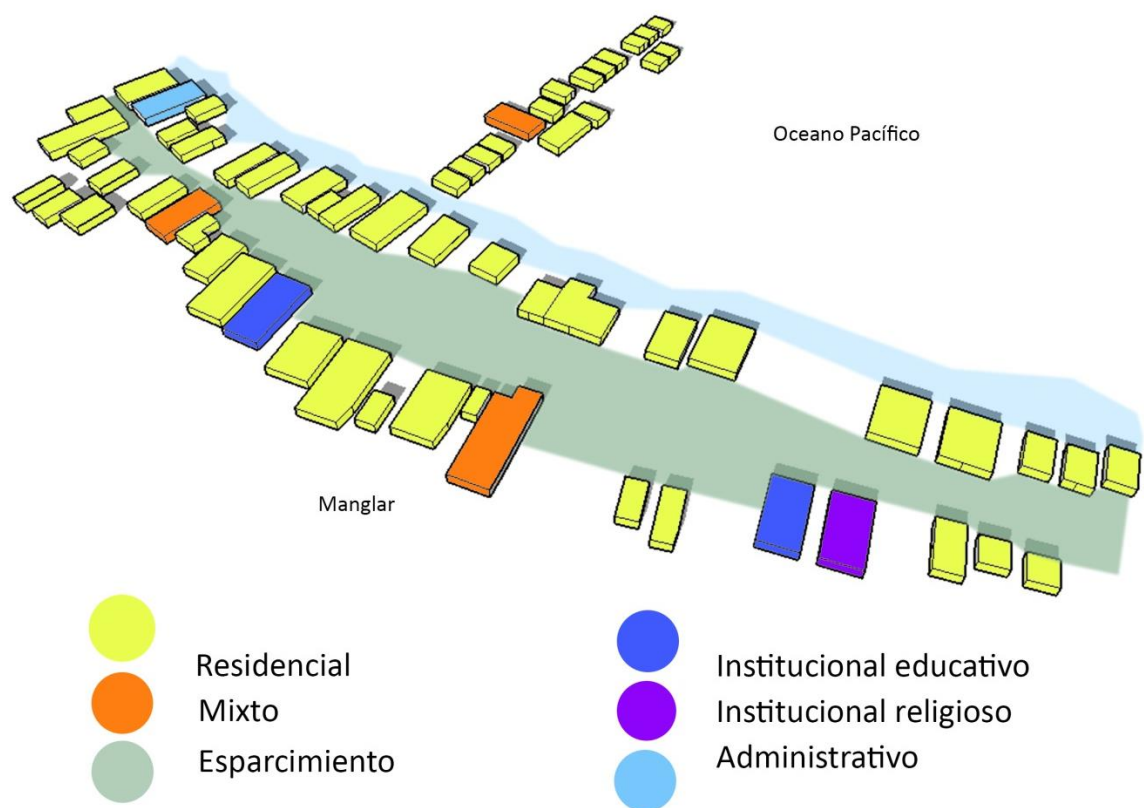 Oceano Pacífico
Manglar
Residencial
Mixto
Esparcimiento
Institucional educativo
Institucional religioso
Administrativo